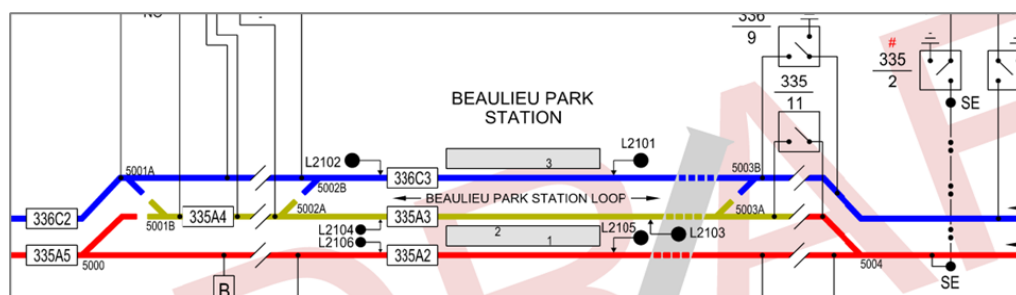 336
9
#
335
2
335
11
SE
BEAULIEU PARK
STATION
5001A
L2102
L2101
5003B
3
336C3
5002B
BEAULIEU PARK STATION LOOP
336C2
335A4
5002A
335A3
5003A
5001B
L2104
2
L2105
L2103
L2106
1
335A5
5000
335A2
5004
SE
B
DRAF